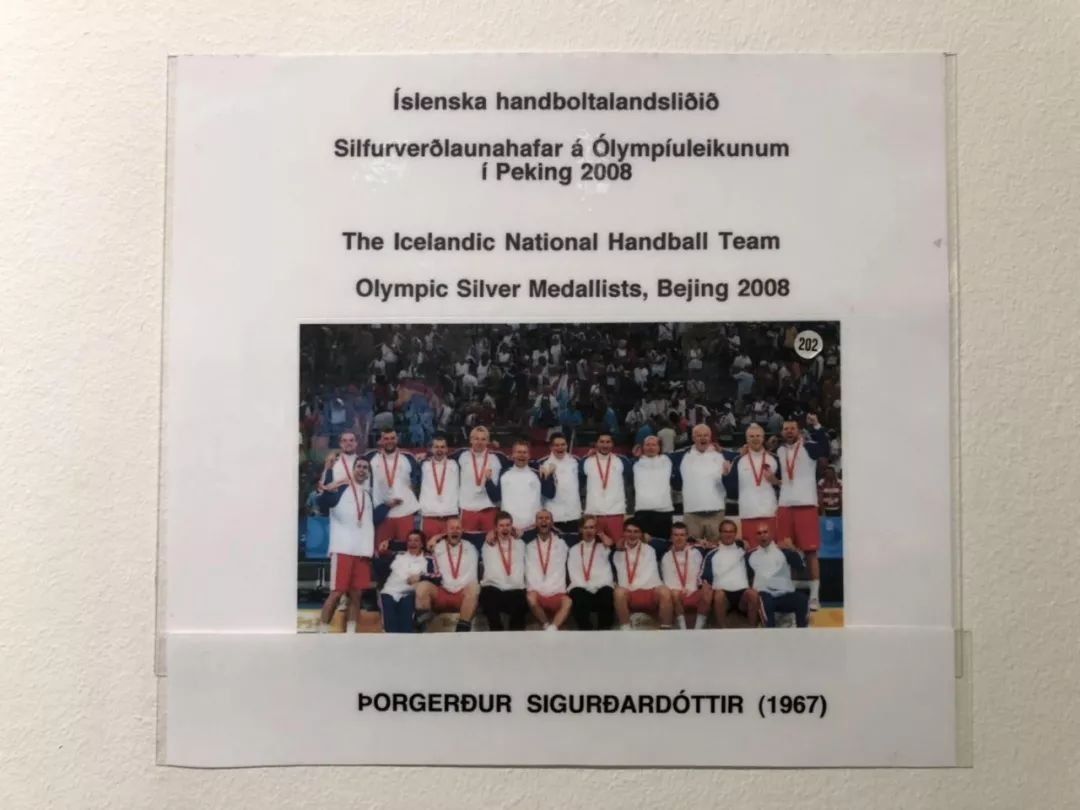 Íslenska handboltalandsliðið
Silfurverðlaunahafar á Ólympíuleikunum
í Peking 2008
The Icelandic National Handball Team
Olympic Silver Medallists, Bejing 2008
202
ÞORGERÐUR SIGURÐARDÓTTIR (1967)